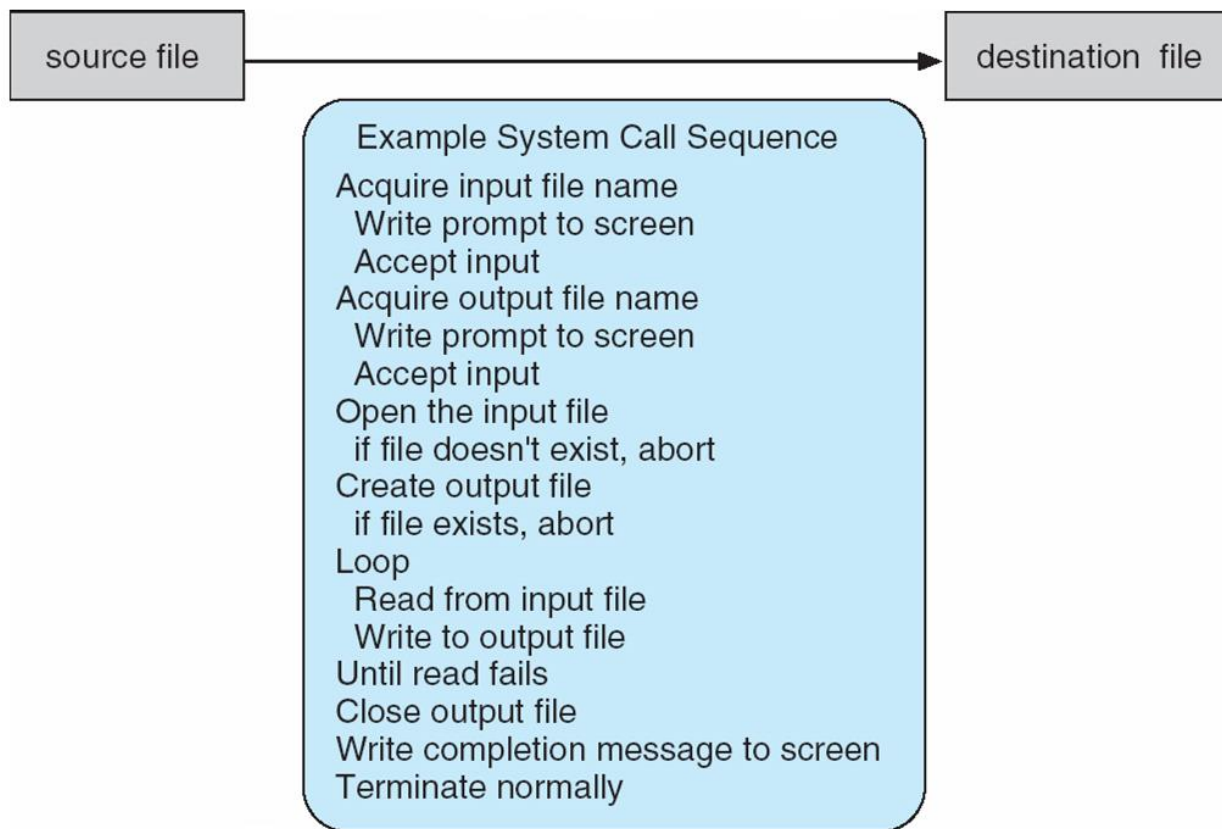 source file
destination file
Example System Call Sequence
Acquire input file name
Write prompt to screen
Accept input
Acquire output file name
Write prompt to screen
Accept input
Open the input file
if file doesn't exist, abort
Create output file
if file exists, abort
Loop
Read from input file
Write to output file
Until read fails
Close output file
Write completion message to screen
Terminate normally